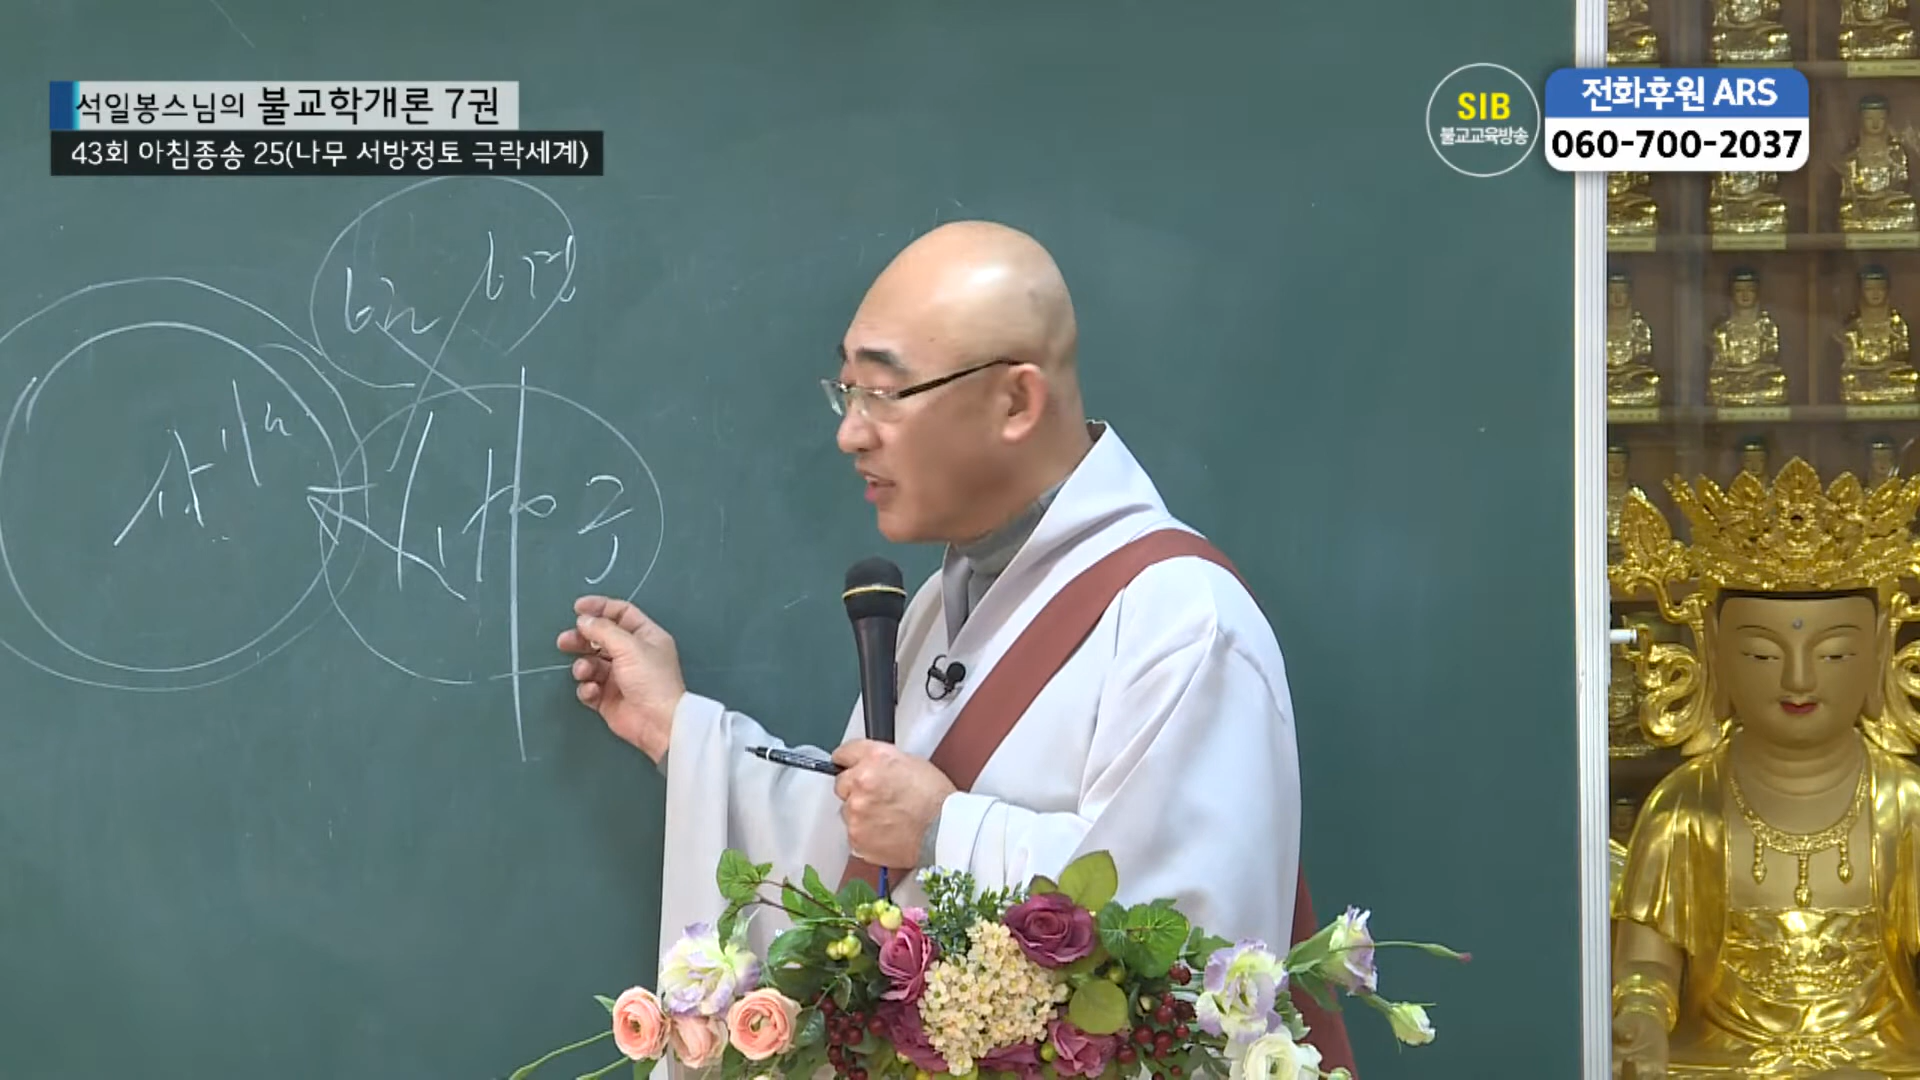 석일봉스님의 불교학개론 7권
43회 아침종송 25(나무 서방정토 극락세계)
SIB
불교교육방송
전화후원 ARS
060-700-2037